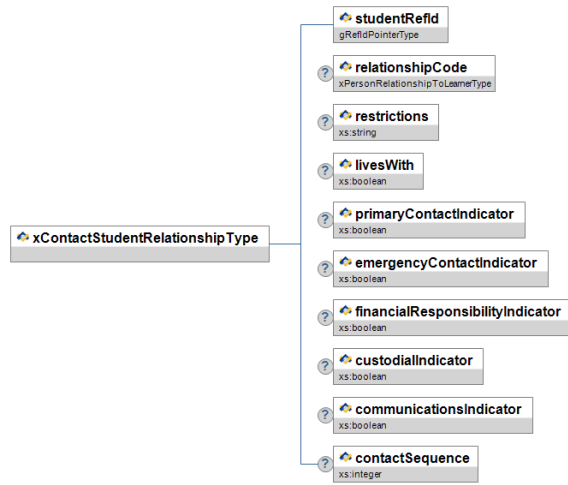 studentRefId
gRefIdPointerType
? relationshipCode
xPersonRelationshipToLearnerType
? restrictions
xs:string
? livesWith
xs:boolean
? primaryContactIndicator
xs:boolean
xContactStudentRelationshipType
? emergencyContactIndicator
xs:boolean
? financialResponsibilityIndicator
xs:boolean
? custodialIndicator
xs:boolean
? communicationsIndicator
xs:boolean
? contactSequence
xs:integer